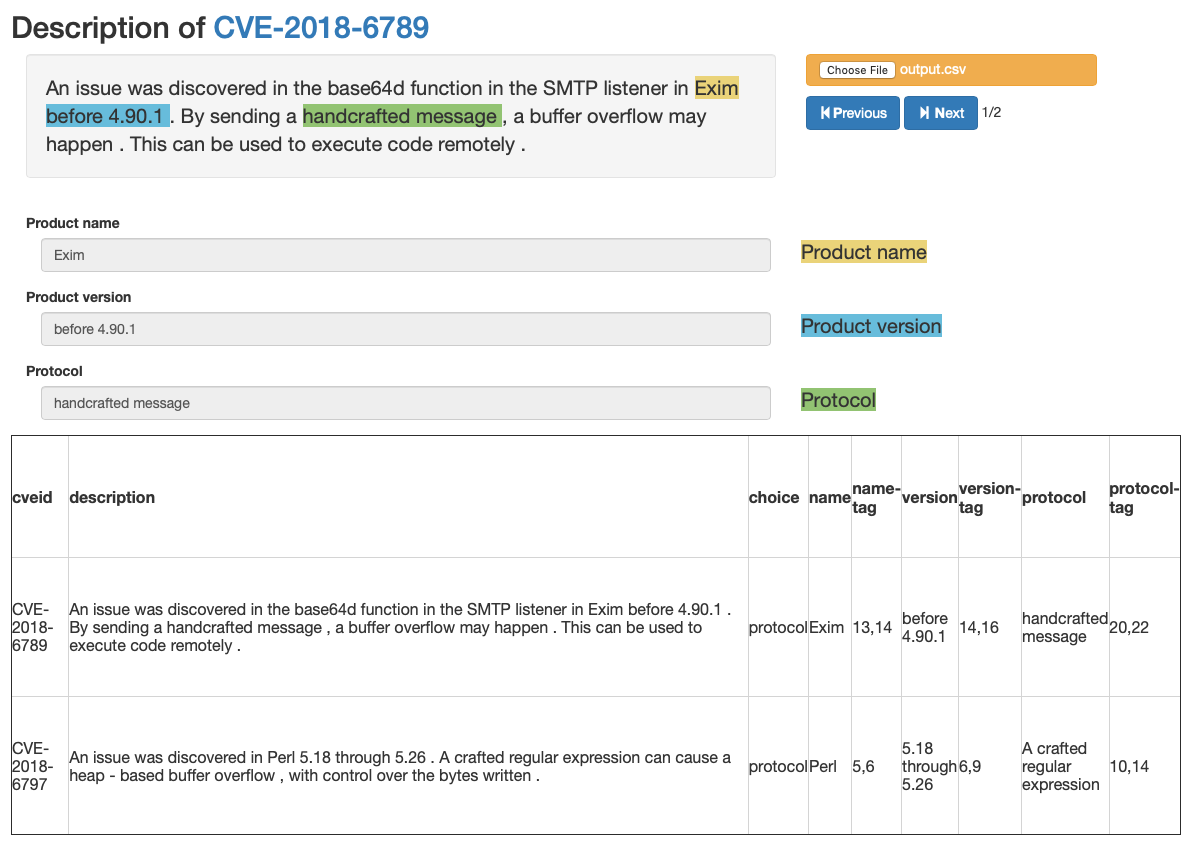 Description of CVE-2018-6789
An issue was discovered in the base64d function in the SMTP listener in Exim
before 4.90.1 . By sending a handcrafted message , a buffer overflow may
happen . This can be used to execute code remotely .
Choose File output.csv
Previous Next 1/2
Product name
Exim
Product name
Product version
before 4.90.1
Product version
Protocol
handcrafted message
Protocol
cveid description choice name name-tag version version-tag protocol protocol-tag
CVE-2018-6789
An issue was discovered in the base64d function in the SMTP listener in Exim before 4.90.1 .
By sending a handcrafted message , a buffer overflow may happen . This can be used to
execute code remotely .
protocol Exim 13,14
before
4.90.1
14,16
handcrafted
message
20,22
CVE-2018-6797
An issue was discovered in Perl 5.18 through 5.26 . A crafted regular expression can cause a
heap - based buffer overflow , with control over the bytes written .
protocol Perl 5,6
5.18
through
5.26
6,9
A crafted
regular
expression
10,14